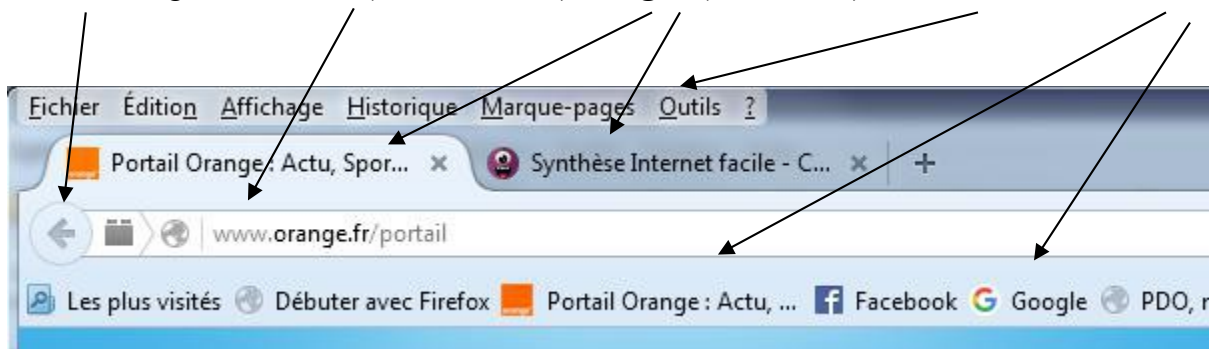 Fichier Édition Affichage Historique Marque-pages Outils ?
Portail Orange : Actu, Spor... × Synthèse Internet facile - C... × +
www.orange.fr/portail
Les plus visités Débuter avec Firefox Portail Orange : Actu, ... Facebook Google PDO,